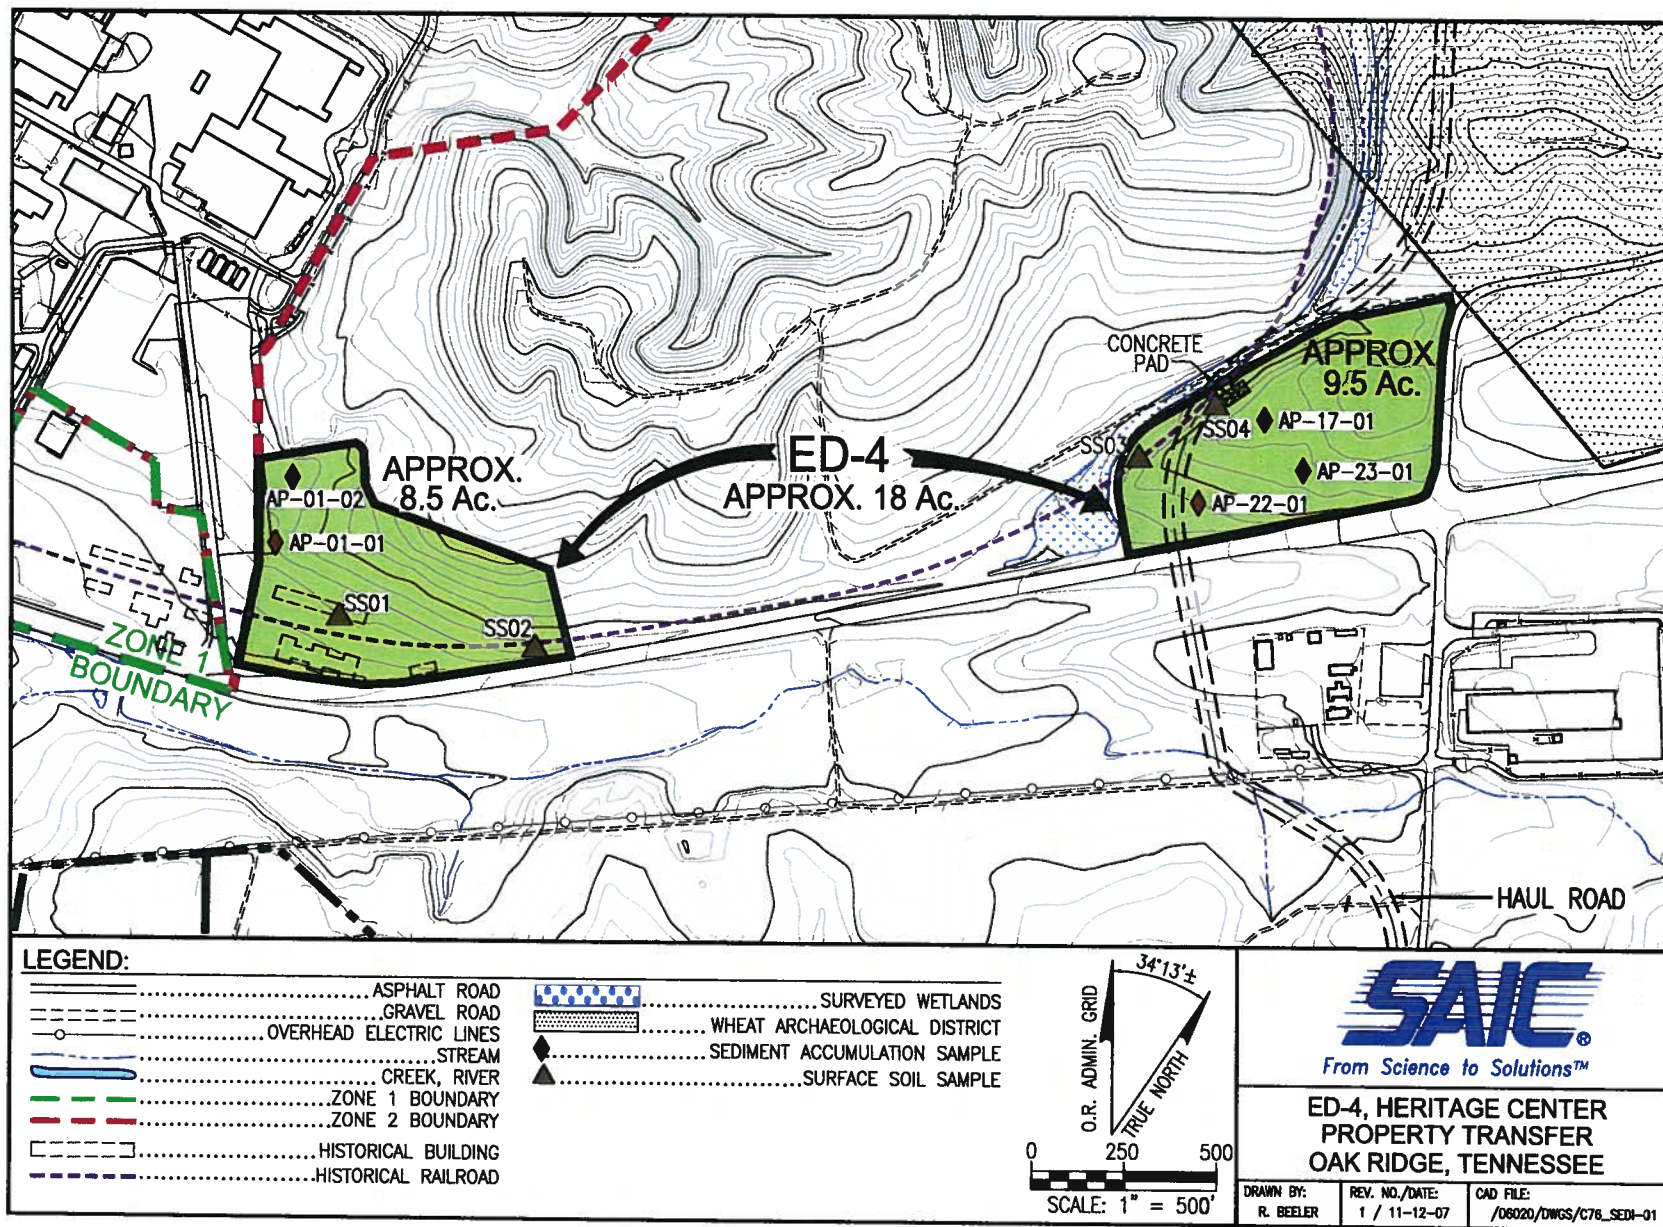 CONCRETE
PAD
APPROX
9.5 Ac.
SS04
AP-17-01
SS03
AP-23-01
AP-22-01
ED-4
APPROX. 18 Ac.
APPROX.
8.5 Ac.
AP-01-02
AP-01-01
SS01
SS02
ZONE 1
BOUNDARY
HAUL ROAD
LEGEND:
ASPHALT ROAD
GRAVEL ROAD
OVERHEAD ELECTRIC LINES
STREAM
CREEK, RIVER
ZONE 1 BOUNDARY
ZONE 2 BOUNDARY
HISTORICAL BUILDING
HISTORICAL RAILROAD
SURVEYED WETLANDS
WHEAT ARCHAEOLOGICAL DISTRICT
SEDIMENT ACCUMULATION SAMPLE
SURFACE SOIL SAMPLE
34°13'±
O.R. ADMIN. GRID
TRUE NORTH
0 250 500
SCALE: 1" = 500'
SAIC®
From Science to Solutions™
ED-4, HERITAGE CENTER
PROPERTY TRANSFER
OAK RIDGE, TENNESSEE
DRAWN BY:
R. BEELER
REV. NO./DATE:
1 / 11-12-07
CAD FILE:
/06020/DWGS/C76_SEDI-01